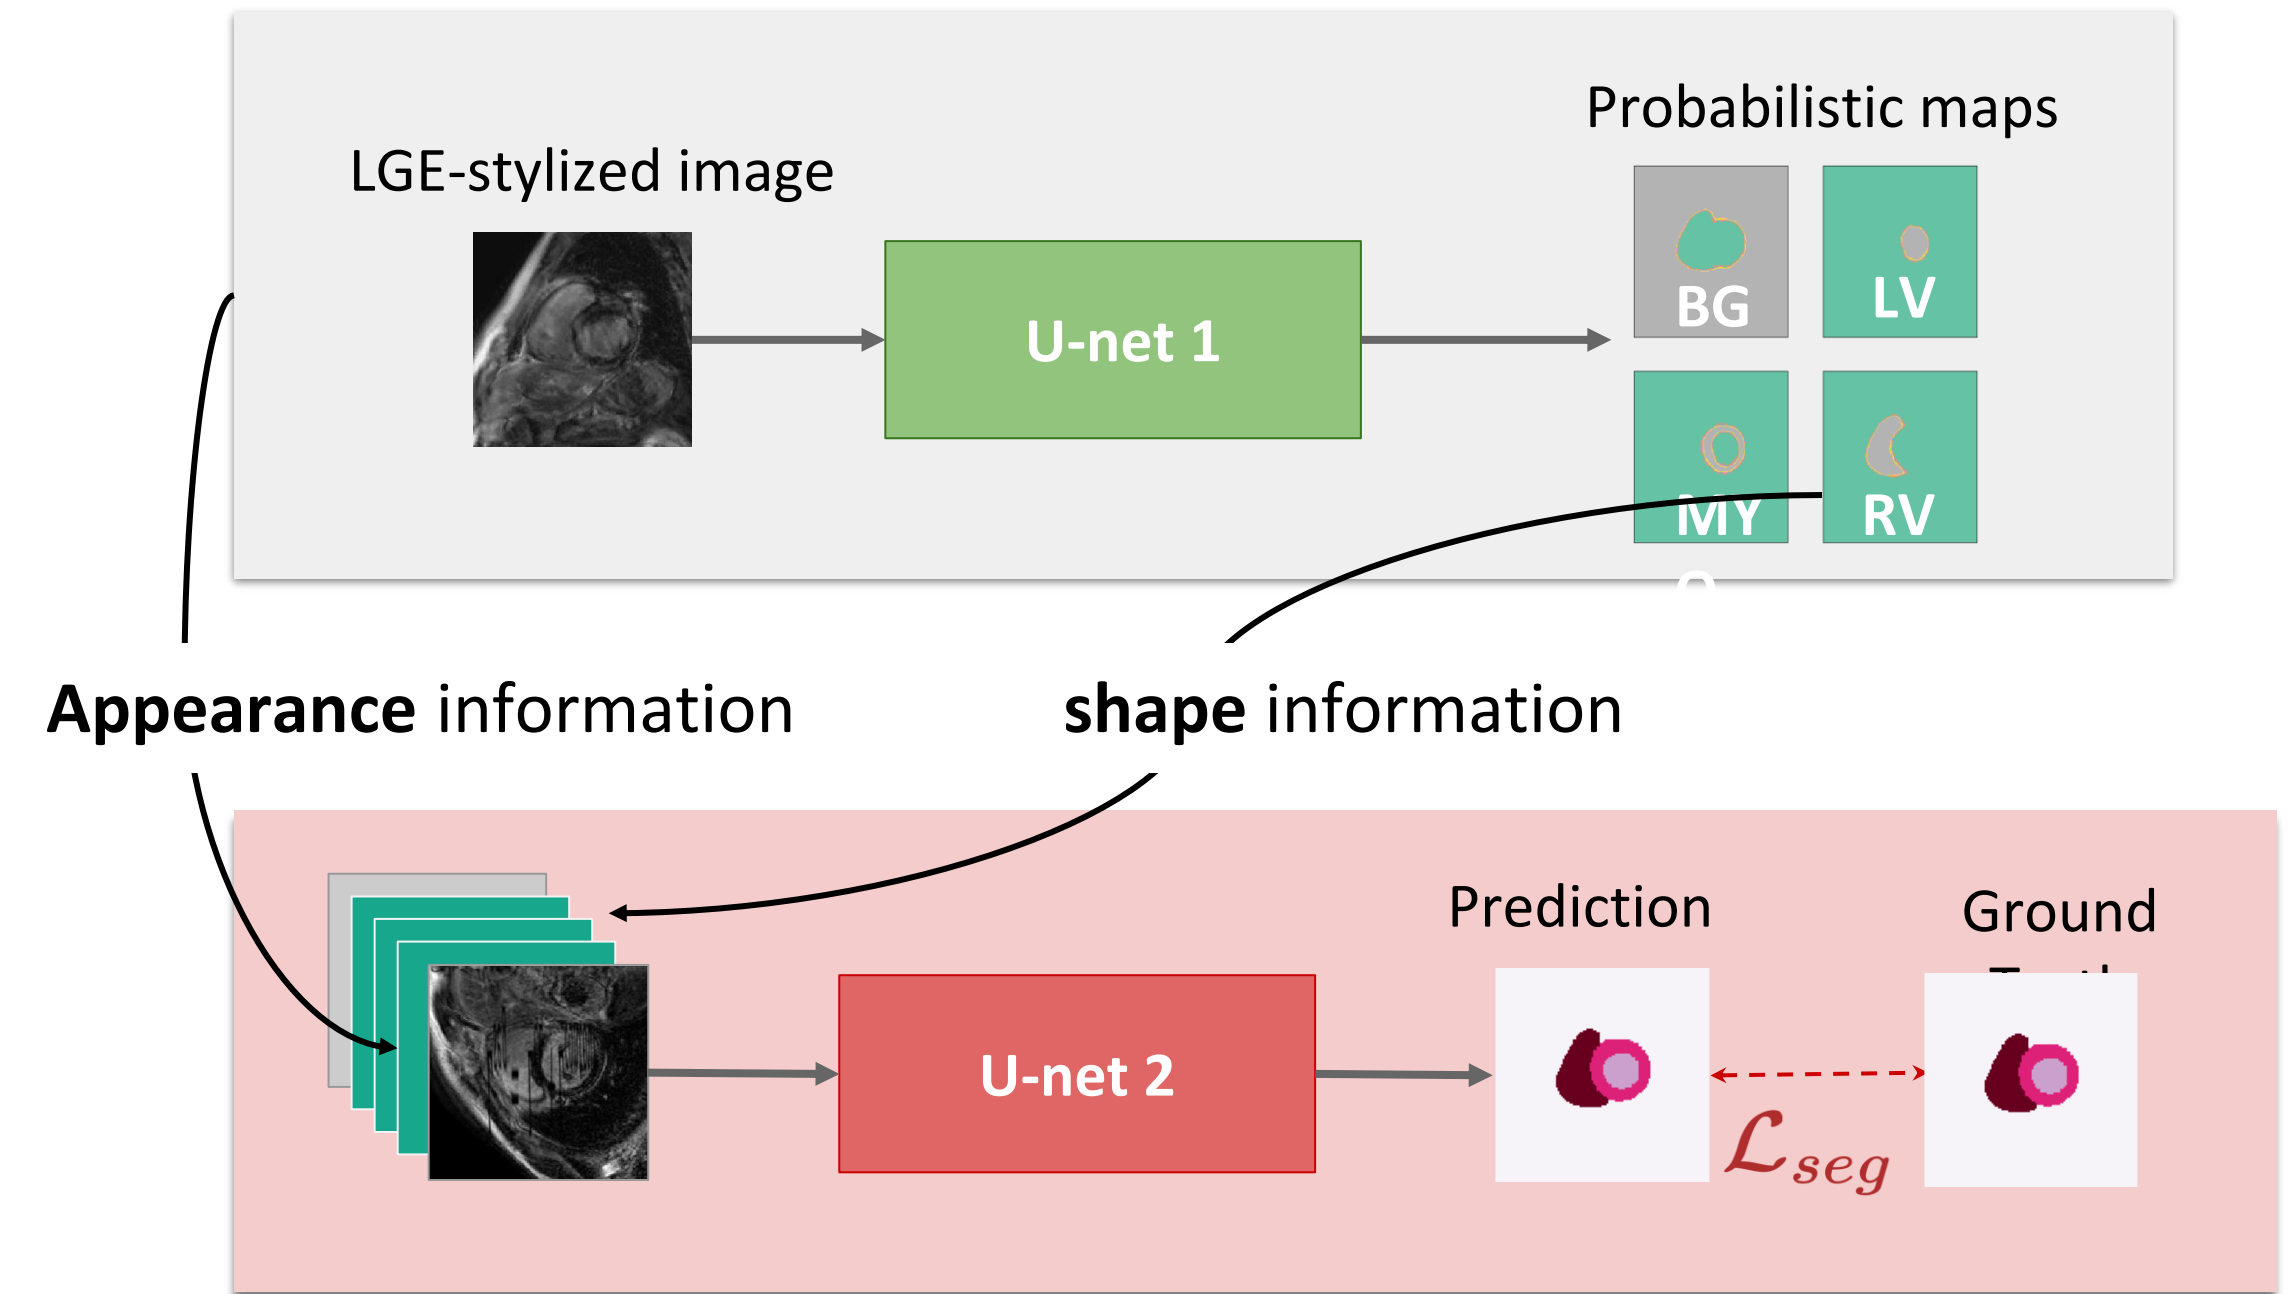 Probabilistic maps
LGE-stylized image
BG
LV
U-net 1
MY
RV
Appearance information
shape information
Prediction
Ground
U-net 2
ℒseg